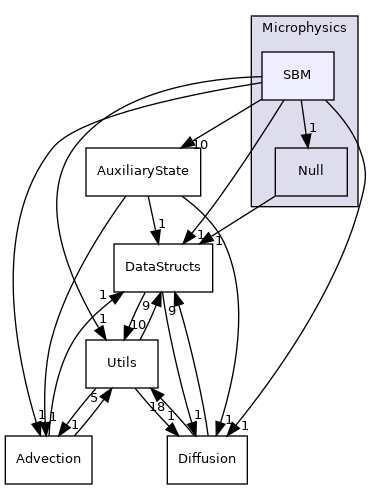 Microphysics
SBM
1
10
AuxiliaryState
Null
1
1
1
DataStructs
1
9
9
1
10
Utils
5
18
1
1
1
1
1
1
1
Advection
Diffusion